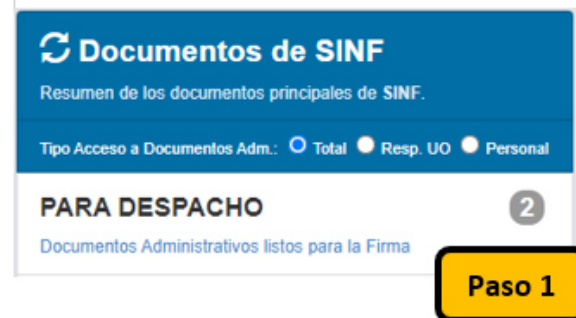 Documentos de SINF
Resumen de los documentos principales de SINF.
Tipo Acceso a Documentos Adm.: Total Resp. UO Personal
PARA DESPACHO 2
Documentos Administrativos listos para la Firma
Paso 1